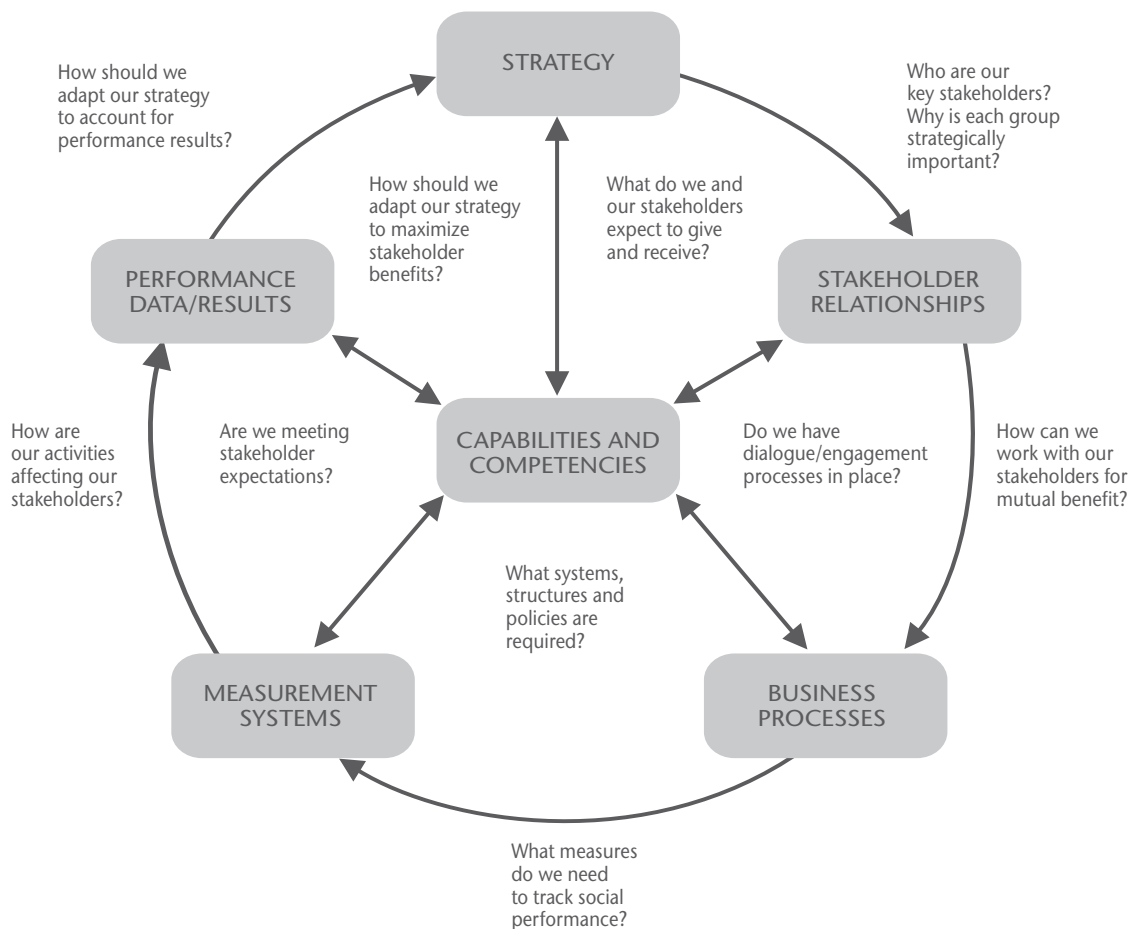 STRATEGY
How should we
adapt our strategy
to account for
performance results?
Who are our
key stakeholders?
Why is each group
strategically
important?
How should we
adapt our strategy
to maximize
stakeholder
benefits?
What do we and
our stakeholders
expect to give
and receive?
PERFORMANCE
DATA/RESULTS
STAKEHOLDER
RELATIONSHIPS
How are
our activities
affecting our
stakeholders?
Are we meeting
stakeholder
expectations?
CAPABILITIES AND
COMPETENCIES
Do we have
dialogue/engagement
processes in place?
How can we
work with our
stakeholders for
mutual benefit?
What systems,
structures and
policies are
required?
MEASUREMENT
SYSTEMS
BUSINESS
PROCESSES
What measures
do we need
to track social
performance?